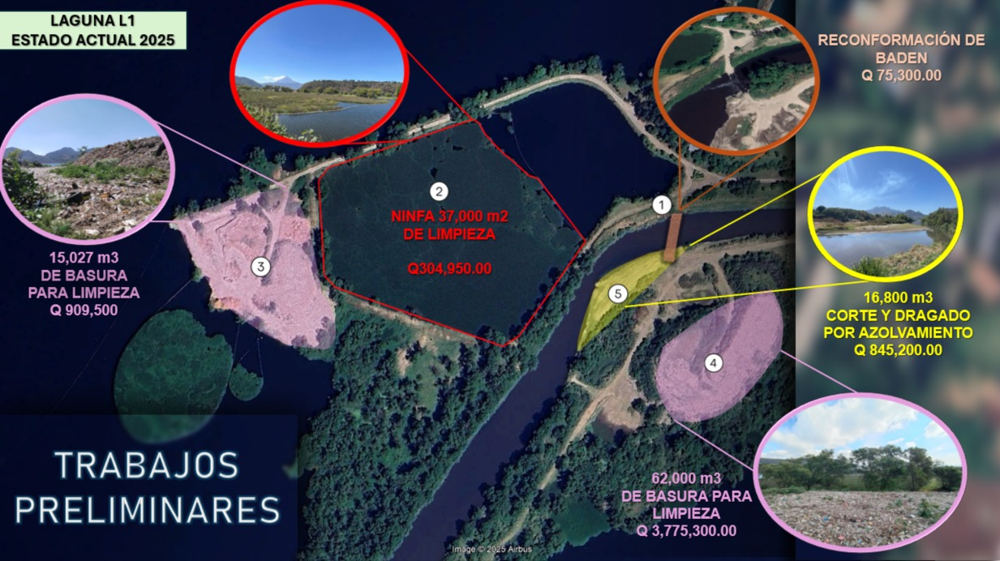 LAGUNA L1
ESTADO ACTUAL 2025
RECONFORMACIÓN DE
BADEN
Q 75,300.00
1
2
NINFA 37,000 m2
DE LIMPIEZA
Q304,950.00
15,027 m3
DE BASURA
PARA LIMPIEZA
Q 909,500
3
5
16,800 m3
CORTE Y DRAGADO
POR AZOLVAMIENTO
Q 845,200.00
4
62,000 m3
DE BASURA PARA
LIMPIEZA
Q 3,775,300.00
TRABAJOS
PRELIMINARES
Image © 2025 Airbus